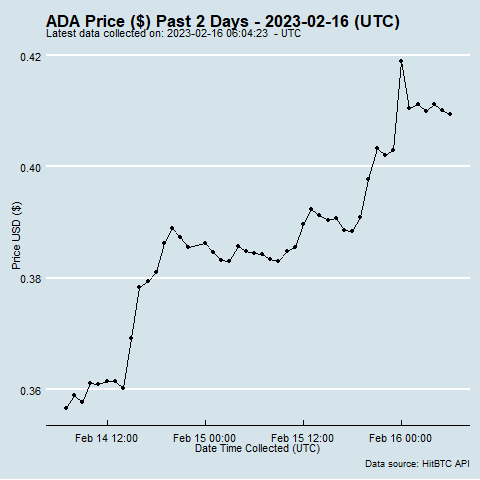 ADA Price ($) Past 2 Days - 2023-02-16 (UTC)
Latest data collected on: 2023-02-16 06:04:23 - UTC
0.42
0.40
0.38
0.36
Price USD ($)
Feb 14 12:00 Feb 15 00:00 Feb 15 12:00 Feb 16 00:00
Date Time Collected (UTC)
Data source: HitBTC API